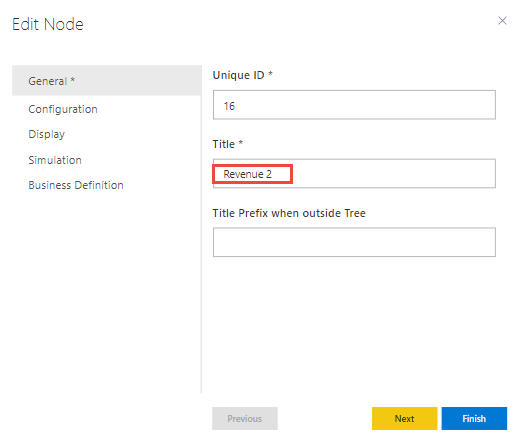 Edit Node
General *
Configuration
Display
Simulation
Business Definition
Unique ID *
16
Title *
Revenue 2
Title Prefix when outside Tree
Previous
Next
Finish